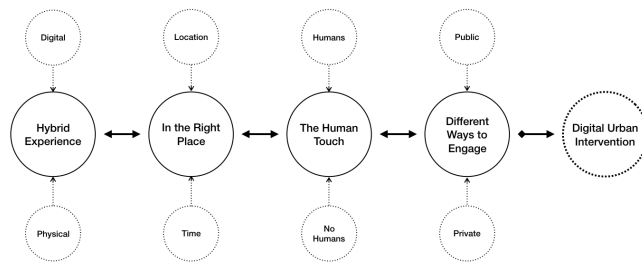 Digital
Location
Humans
Public
Hybrid
Experience
In the Right
Place
The Human
Touch
Different
Ways to
Engage
Digital Urban
Intervention
Physical
Time
No
Humans
Private